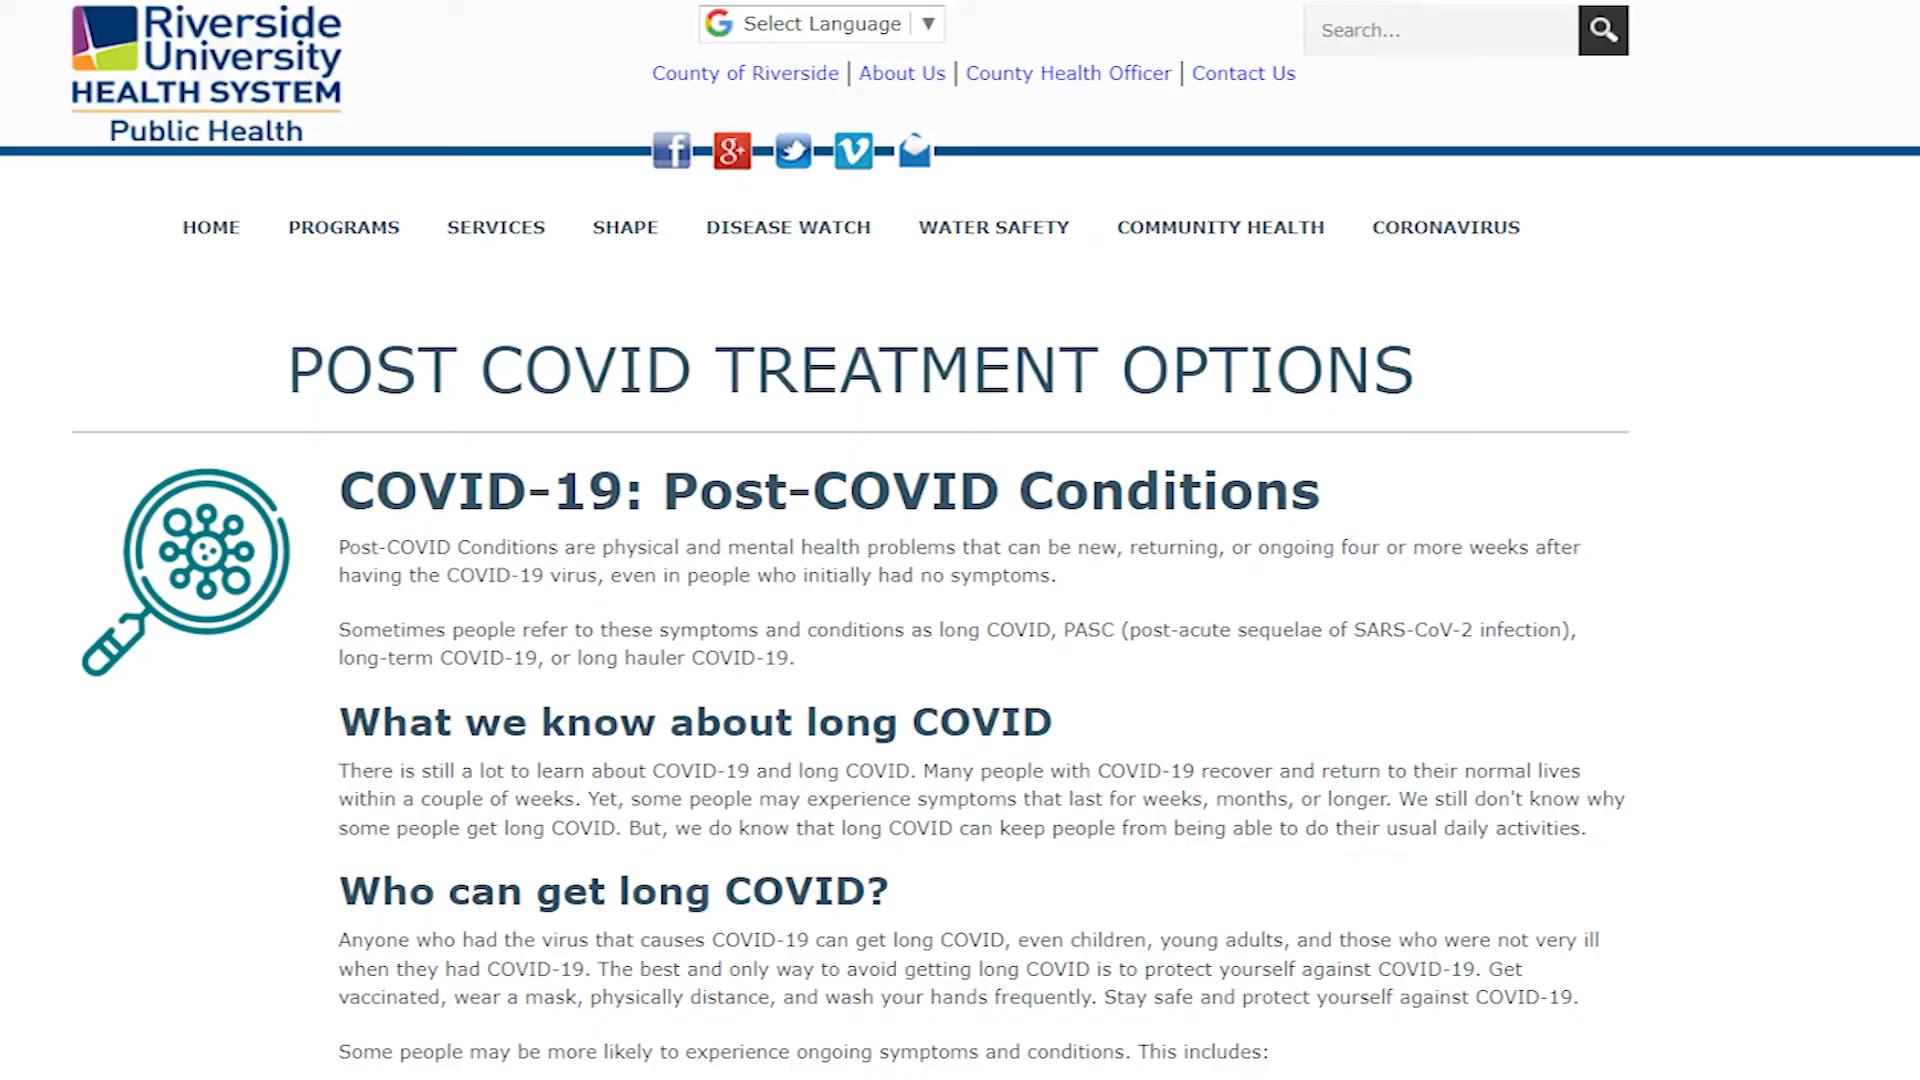 Riverside
University
HEALTH SYSTEM
Public Health
Select Language ▼
Search...
County of Riverside | About Us | County Health Officer | Contact Us
HOME PROGRAMS SERVICES SHAPE DISEASE WATCH WATER SAFETY COMMUNITY HEALTH CORONAVIRUS
POST COVID TREATMENT OPTIONS
COVID-19: Post-COVID Conditions
Post-COVID Conditions are physical and mental health problems that can be new, returning, or ongoing four or more weeks after
having the COVID-19 virus, even in people who initially had no symptoms.
Sometimes people refer to these symptoms and conditions as long COVID, PASC (post-acute sequelae of SARS-CoV-2 infection),
long-term COVID-19, or long hauler COVID-19.
What we know about long COVID
There is still a lot to learn about COVID-19 and long COVID. Many people with COVID-19 recover and return to their normal lives
within a couple of weeks. Yet, some people may experience symptoms that last for weeks, months, or longer. We still don't know why
some people get long COVID. But, we do know that long COVID can keep people from being able to do their usual daily activities.
Who can get long COVID?
Anyone who had the virus that causes COVID-19 can get long COVID, even children, young adults, and those who were not very ill
when they had COVID-19. The best and only way to avoid getting long COVID is to protect yourself against COVID-19. Get
vaccinated, wear a mask, physically distance, and wash your hands frequently. Stay safe and protect yourself against COVID-19.
Some people may be more likely to experience ongoing symptoms and conditions. This includes: